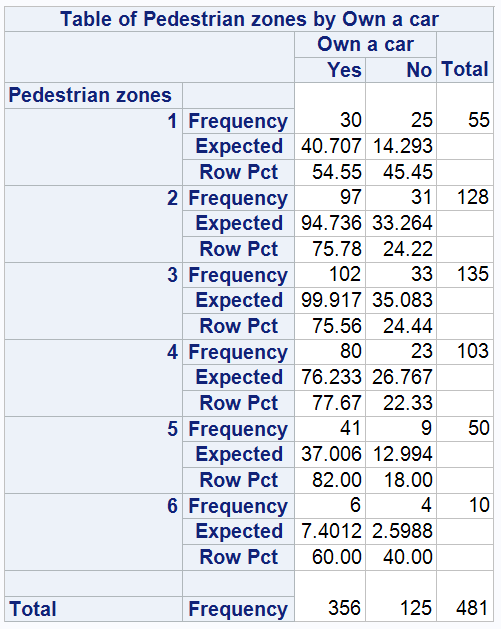 Table of Pedestrian zones by Own a car
Own a car
Yes No Total
Pedestrian zones
1 Frequency 30 25 55
Expected 40.707 14.293
Row Pct 54.55 45.45
2 Frequency 97 31 128
Expected 94.736 33.264
Row Pct 75.78 24.22
3 Frequency 102 33 135
Expected 99.917 35.083
Row Pct 75.56 24.44
4 Frequency 80 23 103
Expected 76.233 26.767
Row Pct 77.67 22.33
5 Frequency 41 9 50
Expected 37.006 12.994
Row Pct 82.00 18.00
6 Frequency 6 4 10
Expected 7.4012 2.5988
Row Pct 60.00 40.00
Total Frequency 356 125 481